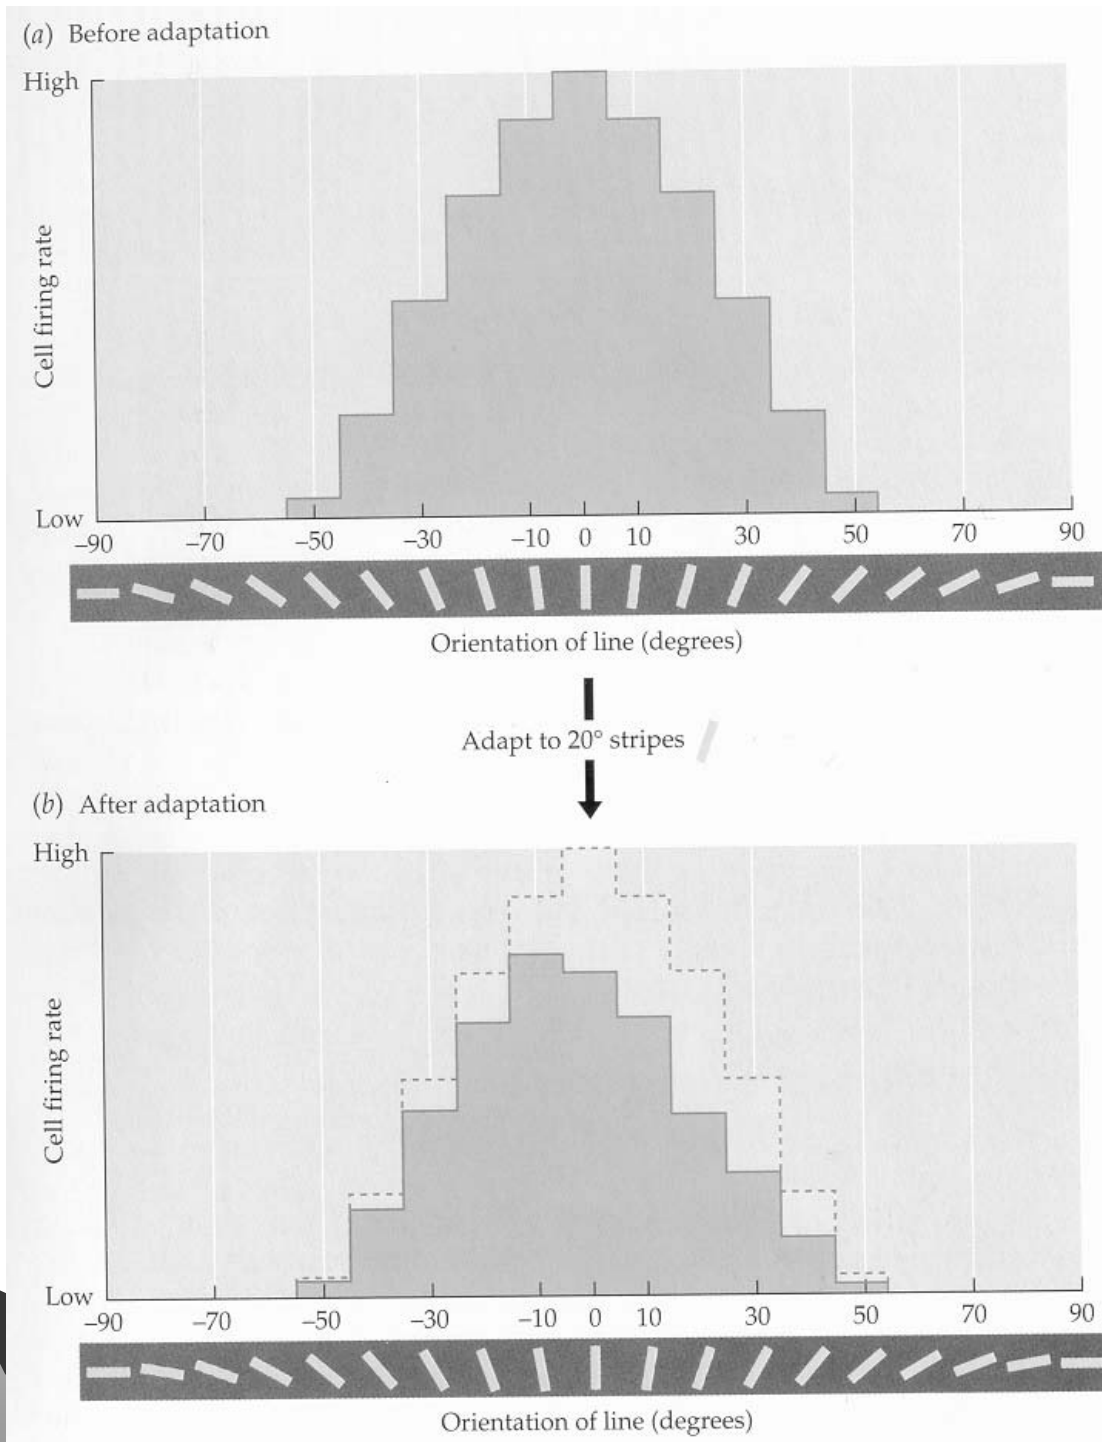 (a) Before adaptation
High
Cell firing rate
Low
–90 –70 –50 –30 –10 0 10 30 50 70 90
Orientation of line (degrees)
Adapt to 20° stripes
(b) After adaptation
High
Cell firing rate
Low
–90 –70 –50 –30 –10 0 10 30 50 70 90
Orientation of line (degrees)